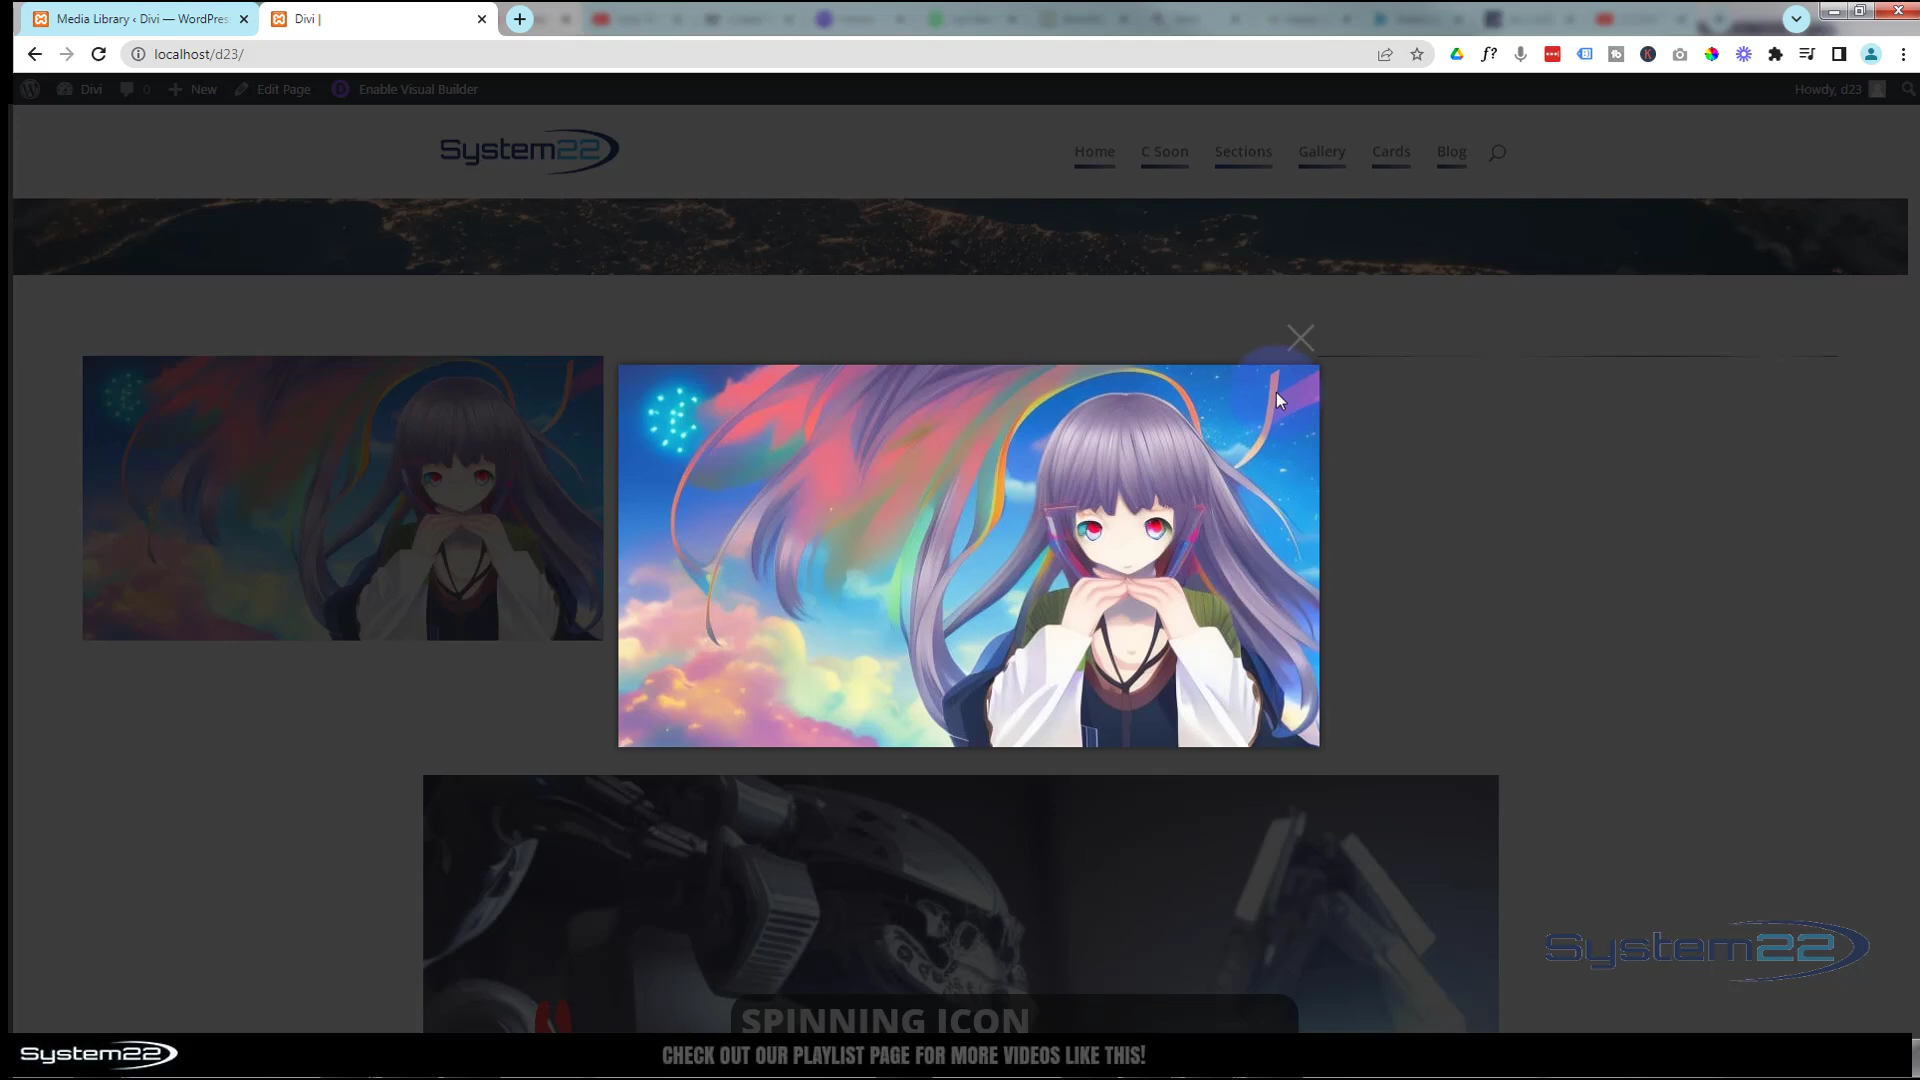 Media Library ‹ Divi — WordPres
Divi |
localhost/d23/
Divi
0
New
Edit Page
Enable Visual Builder
Howdy, d23
System22
Home
C Soon
Sections
Gallery
Cards
Blog
System22
SPINNING ICON
System22
CHECK OUT OUR PLAYLIST PAGE FOR MORE VIDEOS LIKE THIS!